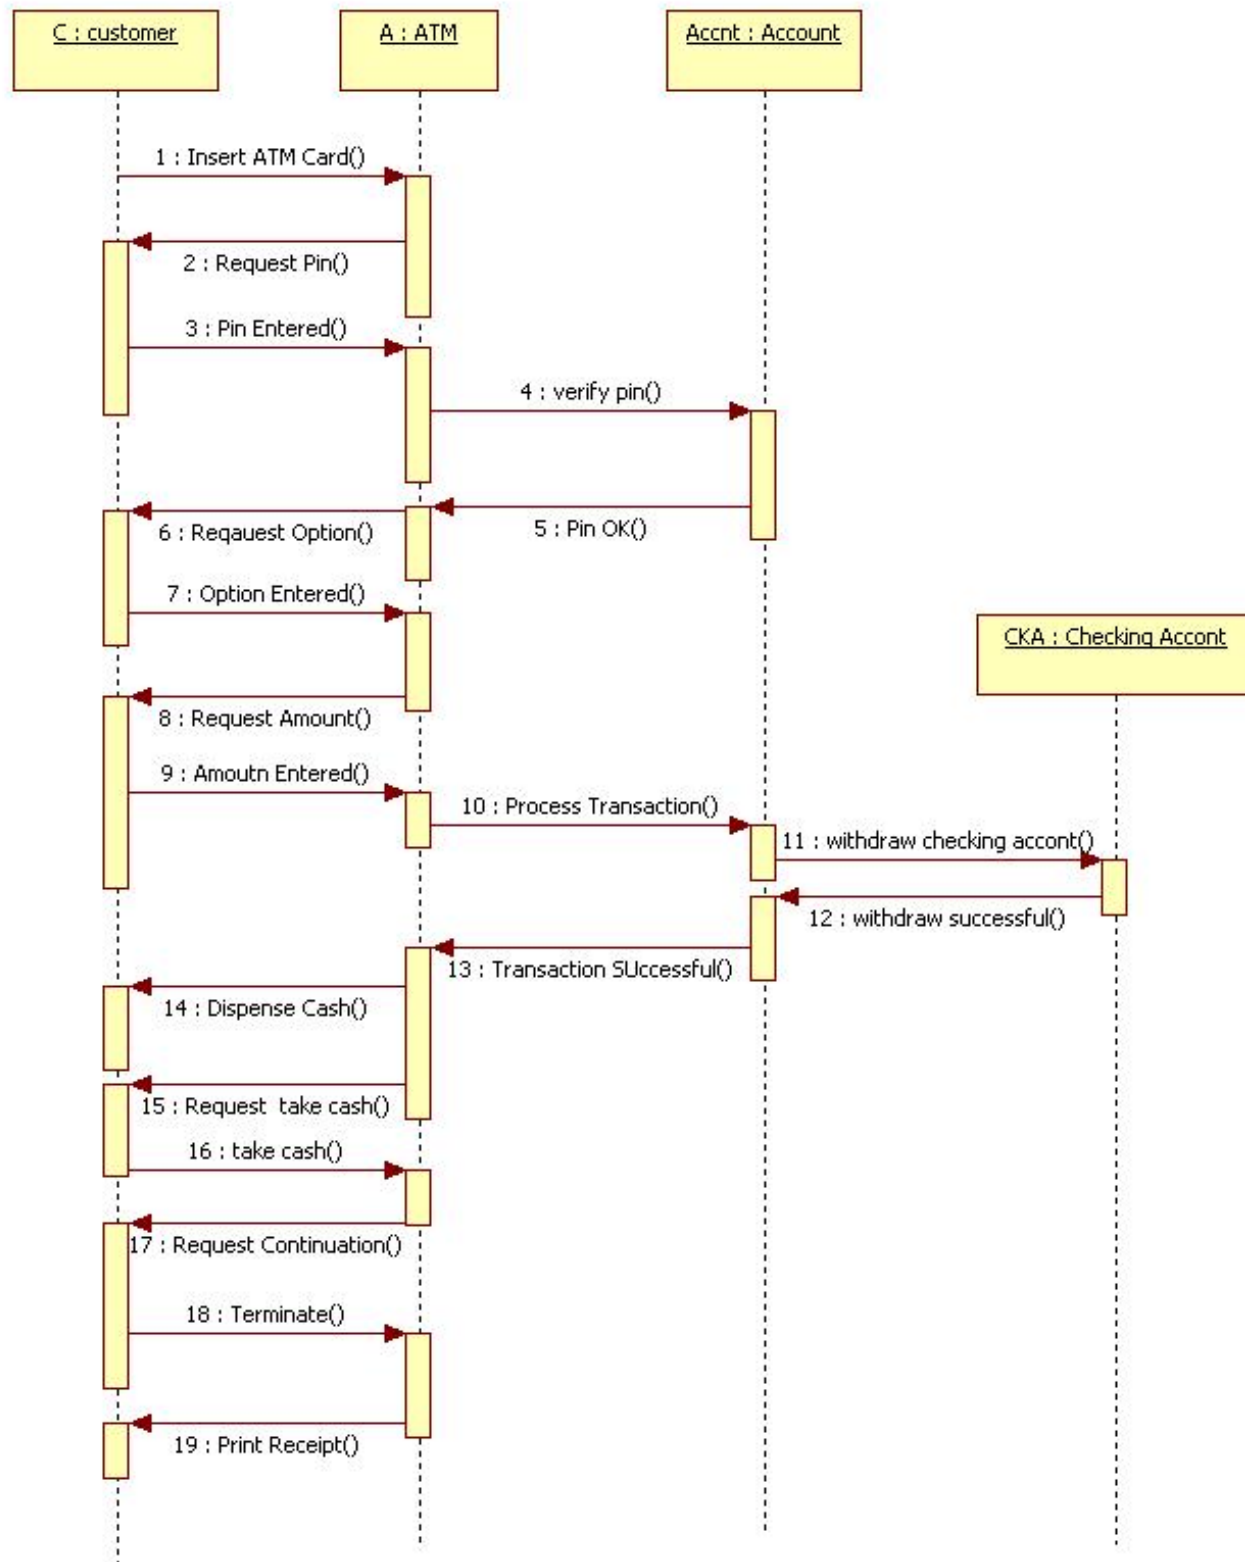 C : customer
A : ATM
Accnt : Account
1 : Insert ATM Card()
2 : Request Pin()
3 : Pin Entered()
4 : verify pin()
5 : Pin OK()
6 : Reqauest Option()
7 : Option Entered()
CKA : Checking Accont
8 : Request Amount()
9 : Amoutn Entered()
10 : Process Transaction()
11 : withdraw checking accont()
12 : withdraw successful()
13 : Transaction SUccessful()
14 : Dispense Cash()
15 : Request  take cash()
16 : take cash()
17 : Request Continuation()
18 : Terminate()
19 : Print Receipt()